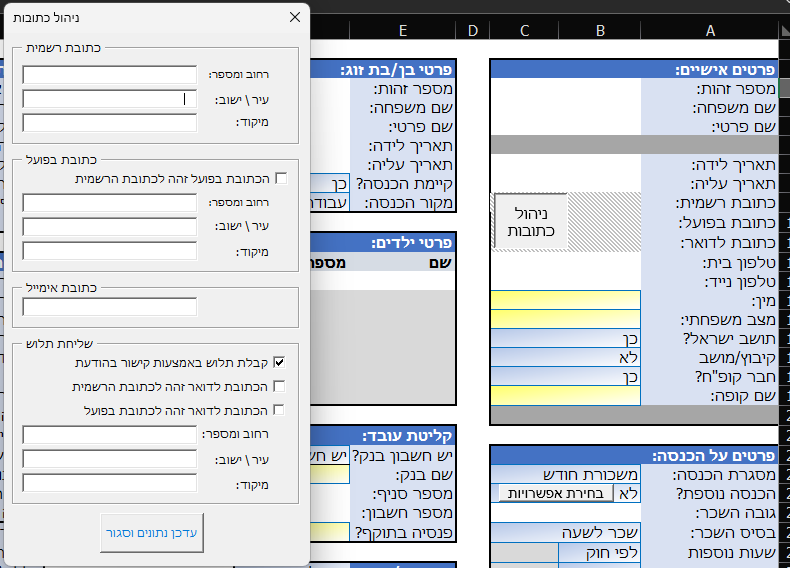 ניהול כתובות
כתובת רשמית
רחוב ומספר:
עיר \ ישוב:
מיקוד:
כתובת בפועל
הכתובת בפועל זהה לכתובת הרשמית
רחוב ומספר:
עיר \ ישוב:
מיקוד:
כתובת אימייל
שליחת תלוש
קבלת תלוש באמצעות קישור בהודעת
הכתובת לדואר זהה לכתובת הרשמית
הכתובת לדואר זהה לכתובת בפועל
רחוב ומספר:
עיר \ ישוב:
מיקוד:
עדכן נתונים וסגור
A
B
C
D
E
פרטים אישיים:
מספר זהות:
שם משפחה:
שם פרטי:
תאריך לידה:
תאריך עליה:
כתובת רשמית:
כתובת בפועל:
כתובת לדואר:
ניהול
כתובות
טלפון בית:
טלפון נייד:
מין:
מצב משפחתי:
תושב ישראל? כן
קיבוץ/מושב לא
חבר קופ"ח? כן
שם קופה:
פרטים על הכנסה:
מסגרת הכנסה: משכורת חודש
הכנסה נוספת? לא בחירת אפשרויות
גובה השכר:
בסיס השכר: שכר לשעה
שעות נוספות לפי חוק
פרטי בן/בת זוג:
מספר זהות:
שם משפחה:
שם פרטי:
תאריך לידה:
תאריך עליה:
קיימת הכנסה? כן
מקור הכנסה:
פרטי ילדים:
שם
קליטת עובד:
יש חשבון בנק?
שם בנק:
מספר סניף:
מספר חשבון:
פנסיה בתוקף?